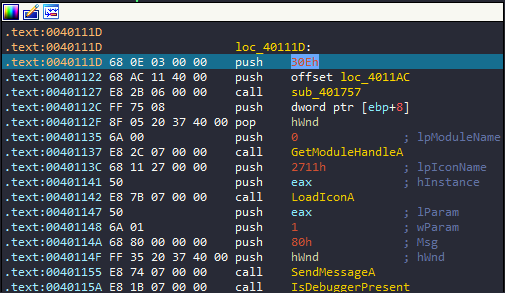 .text:0040111D
.text:0040111D loc_40111D:
.text:0040111D 68 0E 03 00 00 push 30Eh
.text:00401122 68 AC 11 40 00 push offset loc_4011AC
.text:00401127 E8 2B 06 00 00 call sub_401757
.text:0040112C FF 75 08 push dword ptr [ebp+8]
.text:0040112F 8F 05 20 37 40 00 pop hWnd
.text:00401135 6A 00 push 0 ; lpModuleName
.text:00401137 E8 2C 07 00 00 call GetModuleHandleA
.text:0040113C 68 11 27 00 00 push 2711h ; lpIconName
.text:00401141 50 push eax ; hInstance
.text:00401142 E8 7B 07 00 00 call LoadIconA
.text:00401147 50 push eax ; lParam
.text:00401148 6A 01 push 1 ; wParam
.text:0040114A 68 80 00 00 00 push 80h ; Msg
.text:0040114F FF 35 20 37 40 00 push hWnd ; hWnd
.text:00401155 E8 74 07 00 00 call SendMessageA
.text:0040115A E8 1B 07 00 00 call IsDebuggerPresent